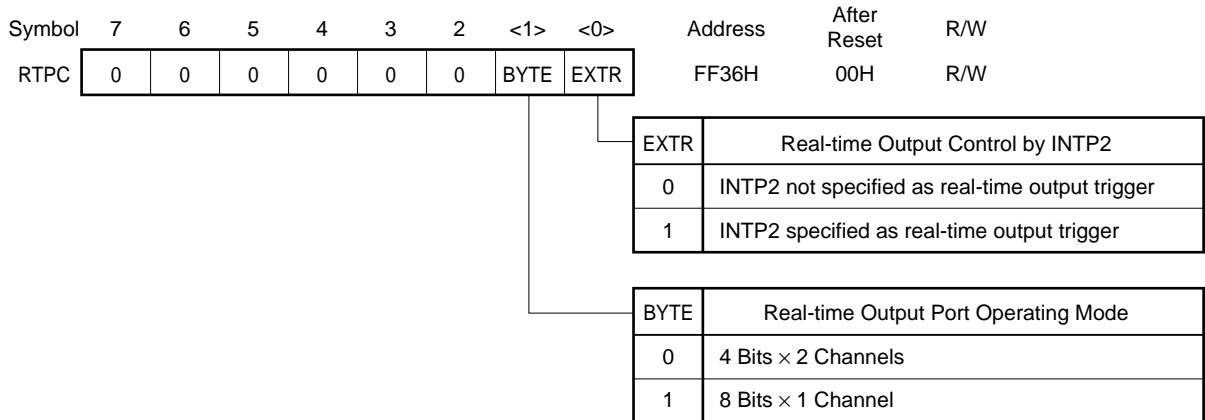 Symbol 7 6 5 4 3 2 <1> <0> Address After Reset R/W
RTPC 0 0 0 0 0 0 BYTE EXTR FF36H 00H R/W
EXTR Real-time Output Control by INTP2
0 INTP2 not specified as real-time output trigger
1 INTP2 specified as real-time output trigger
BYTE Real-time Output Port Operating Mode
0 4 Bits × 2 Channels
1 8 Bits × 1 Channel